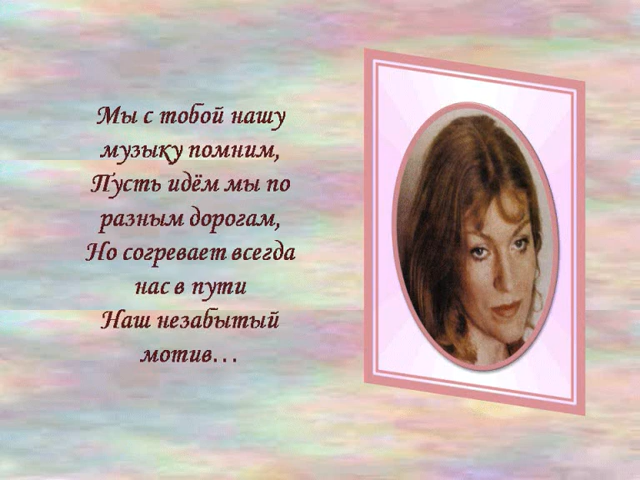 Мы с тобой нашу
музыку помним,
Пусть идём мы по
разным дорогам,
Но согревает всегда
нас в пути
Наш незабытый
мотив…